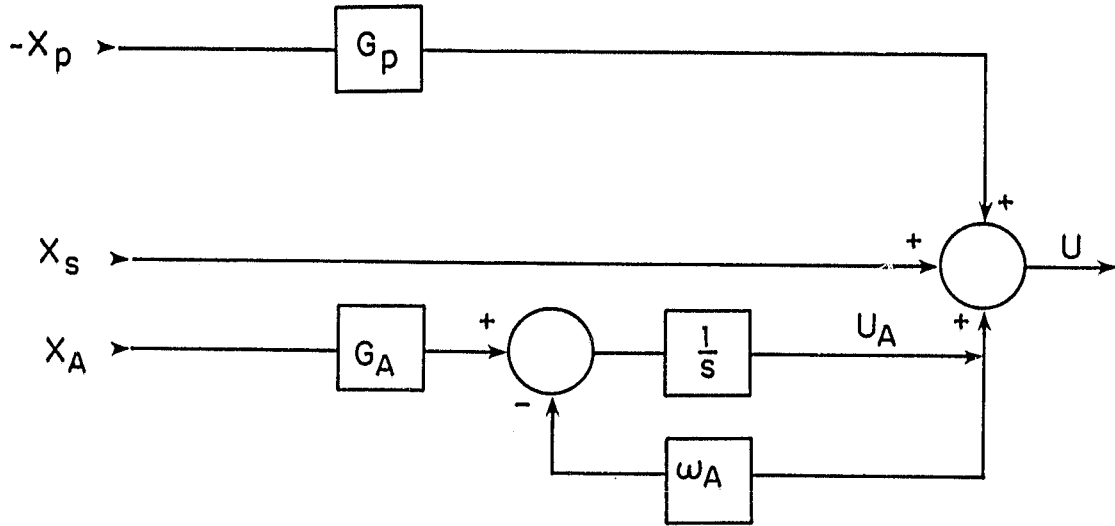 -Xp
Gp
+
Xs
+
U
XA
GA
+
1/s
UA
+
-
ωA